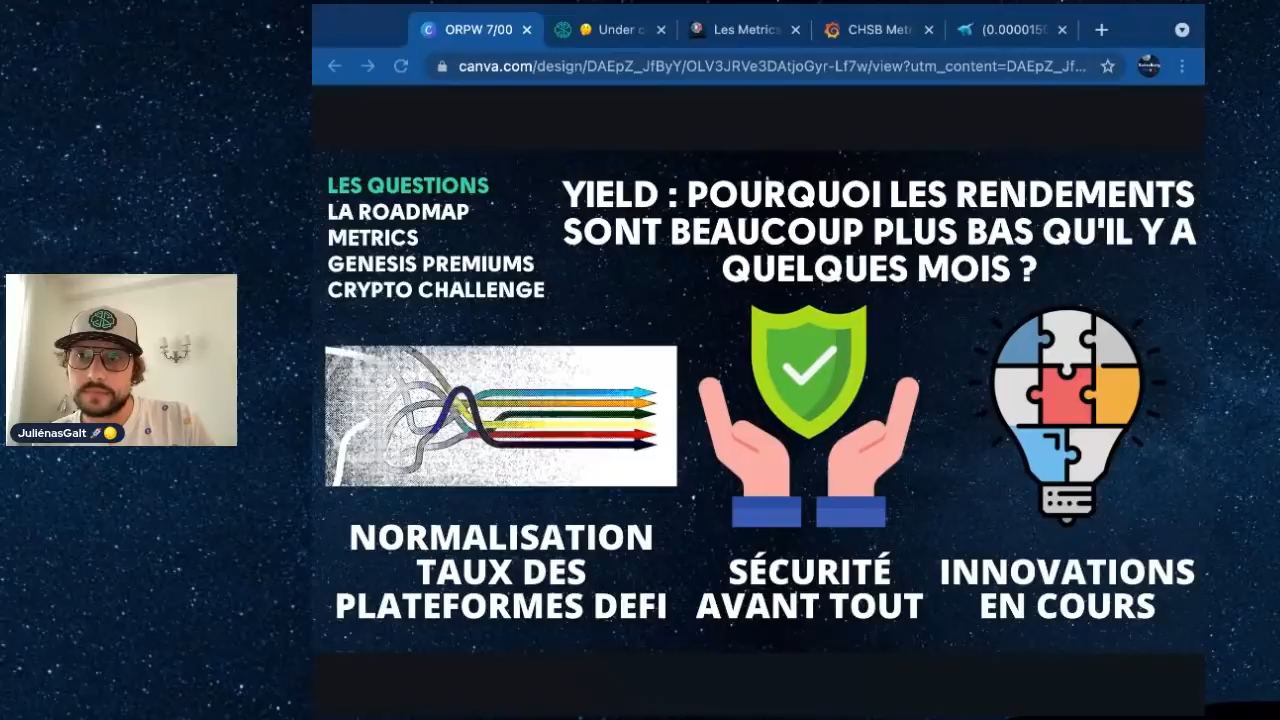 ORPW 7/00
Under c
Les Metrics
CHSB Met
(0.000015
canva.com/design/DAEpZ_JfByY/OLV3JRVe3DAtjoGyr-Lf7w/view?utm_content=DAEpZ_Jf...
LES QUESTIONS
LA ROADMAP
METRICS
GENESIS PREMIUMS
CRYPTO CHALLENGE
YIELD : POURQUOI LES RENDEMENTS
SONT BEAUCOUP PLUS BAS QU'IL Y A
QUELQUES MOIS ?
JuliénasGalt
NORMALISATION
TAUX DES
PLATEFORMES DEFI
SÉCURITÉ
AVANT TOUT
INNOVATIONS
EN COURS